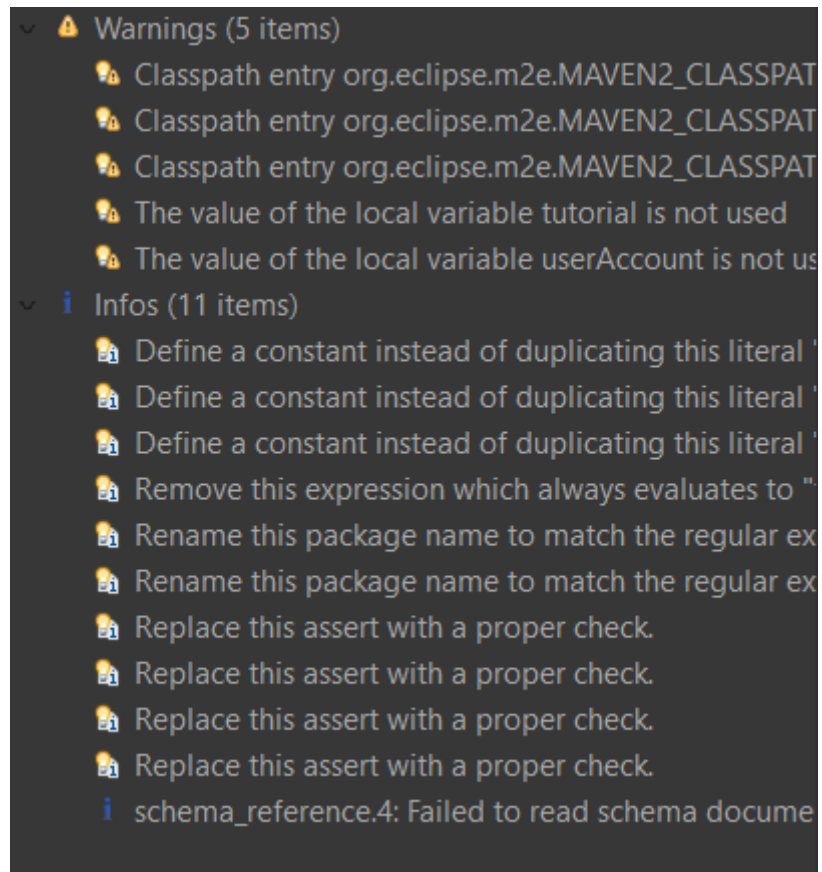 Warnings (5 items)
Classpath entry org.eclipse.m2e.MAVEN2_CLASSPAT
Classpath entry org.eclipse.m2e.MAVEN2_CLASSPAT
Classpath entry org.eclipse.m2e.MAVEN2_CLASSPAT
The value of the local variable tutorial is not used
The value of the local variable userAccount is not us
Infos (11 items)
Define a constant instead of duplicating this literal "
Define a constant instead of duplicating this literal "
Define a constant instead of duplicating this literal "
Remove this expression which always evaluates to "
Rename this package name to match the regular ex
Rename this package name to match the regular ex
Replace this assert with a proper check.
Replace this assert with a proper check.
Replace this assert with a proper check.
Replace this assert with a proper check.
schema_reference.4: Failed to read schema docume